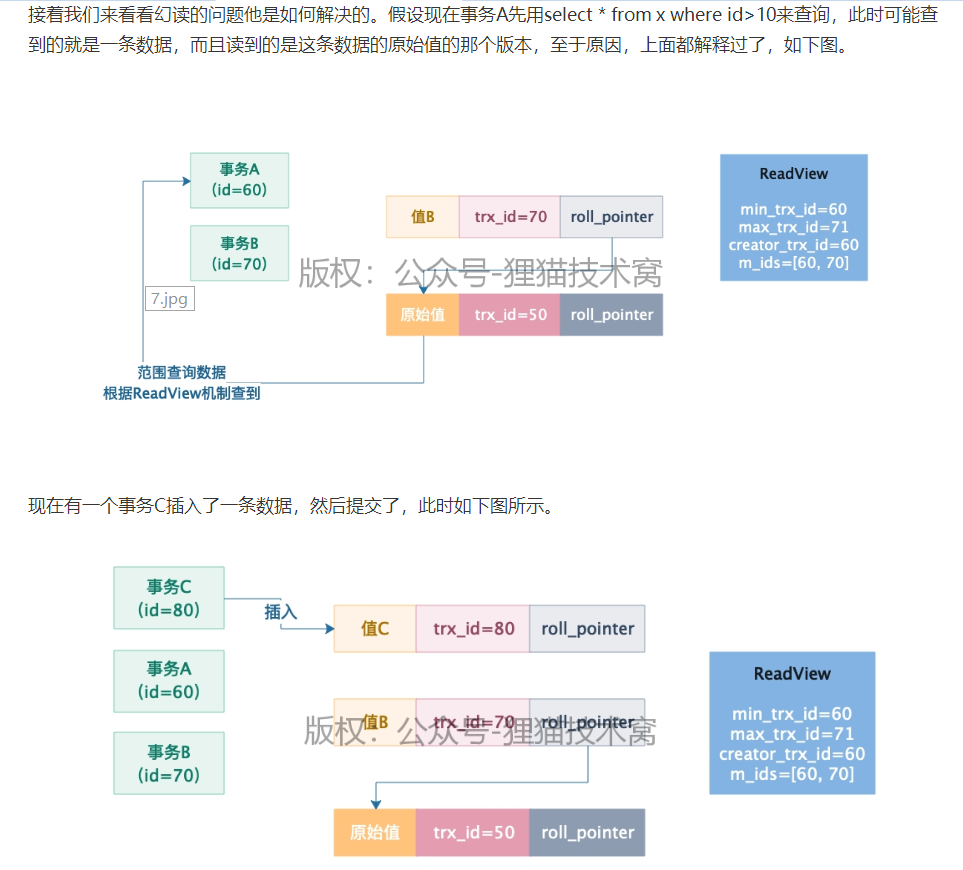 接着我们来看看幻读的问题他是如何解决的。假设现在事务A先用select * from x where id>10来查询，此时可能查
到的就是一条数据，而且读到的是这条数据的原始值的那个版本，至于原因，上面都解释过了，如下图。
事务A
(id=60)
ReadView
值B trx_id=70 roll_pointer
min_trx_id=60
max_trx_id=71
creator_trx_id=60
m_ids=[60, 70]
事务B
(id=70)
版权：公众号-狸猫技术窝
7.jpg
原始值 trx_id=50 roll_pointer
范围查询数据
根据ReadView机制查到
现在有一个事务C插入了一条数据，然后提交了，此时如下图所示。
事务C
(id=80)
插入
值C trx_id=80 roll_pointer
事务A
(id=60)
ReadView
min_trx_id=60
max_trx_id=71
creator_trx_id=60
m_ids=[60, 70]
值B trx_id=70 roll_pointer
版权：公众号-狸猫技术窝
事务B
(id=70)
原始值 trx_id=50 roll_pointer